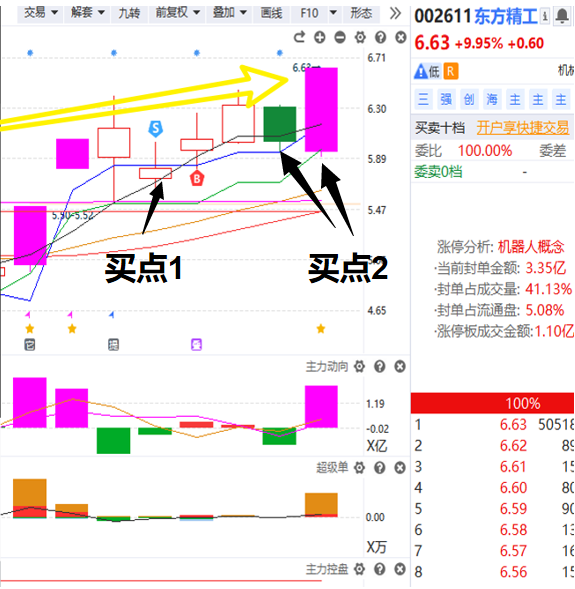 交易 解套 九转 前复权 叠加 画线 F10 形态
002611东方精工
6.63 +9.95% +0.60
低 R 机
三 强 创 海 主 主 主
买卖十档 开户享快捷交易
委比 100.00% 委差
委卖0档 -
6.71
6.63
6.30
S
5.89
B
5.50-5.52
5.47
买点1
买点2
4.65
涨停分析: 机器人概念
·当前封单金额: 3.35亿
·封单占成交量: 41.13%
·封单占流通盘: 5.08%
·涨停板成交金额:1.10亿
主力动向
1.19
-0.02
X亿
超级单
0.00
X万
主力控盘
100%
1 6.63 50518
2 6.62 89
3 6.61 15
4 6.60 80
5 6.59 90
6 6.58 13
7 6.57 16
8 6.56 15